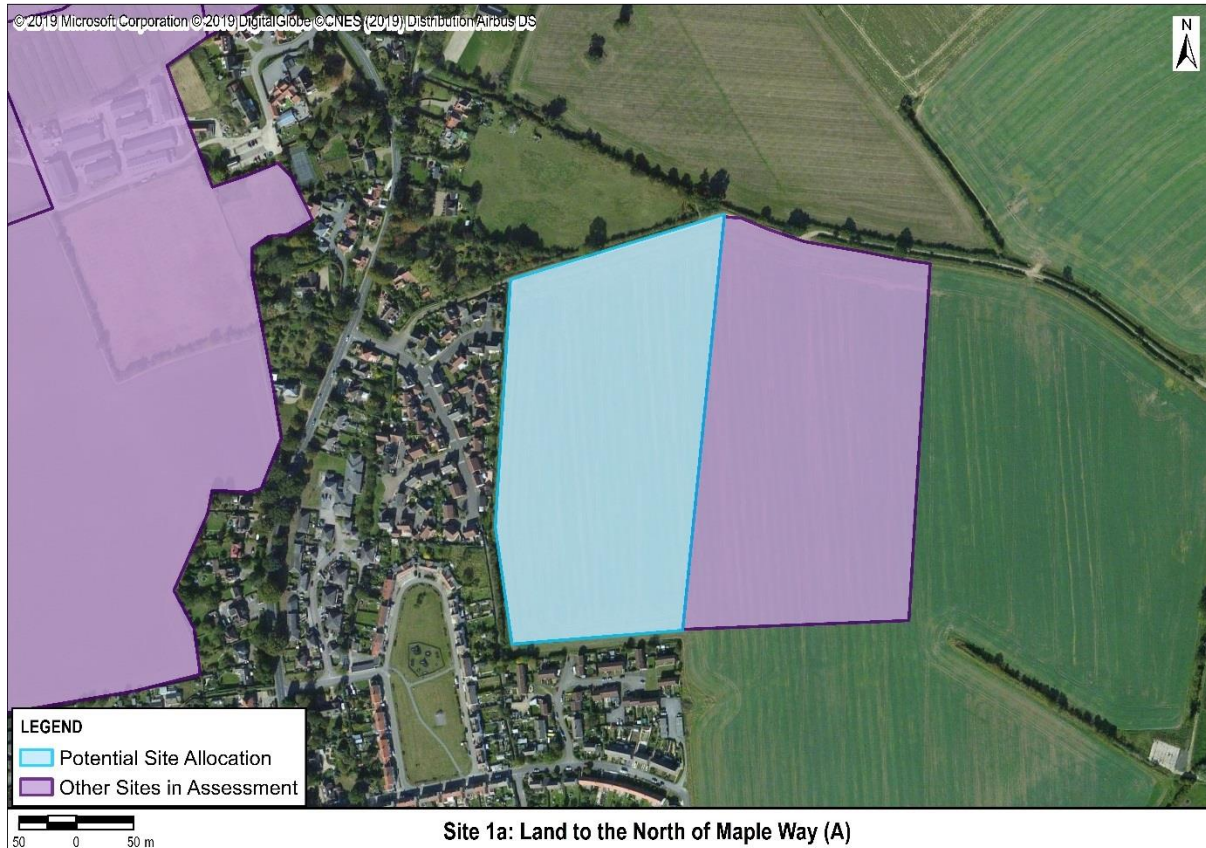 © 2019 Microsoft Corporation © 2019 DigitalGlobe ©CNES (2019) Distribution Airbus DS
N
LEGEND
Potential Site Allocation
Other Sites in Assessment
50 0 50 m
Site 1a: Land to the North of Maple Way (A)